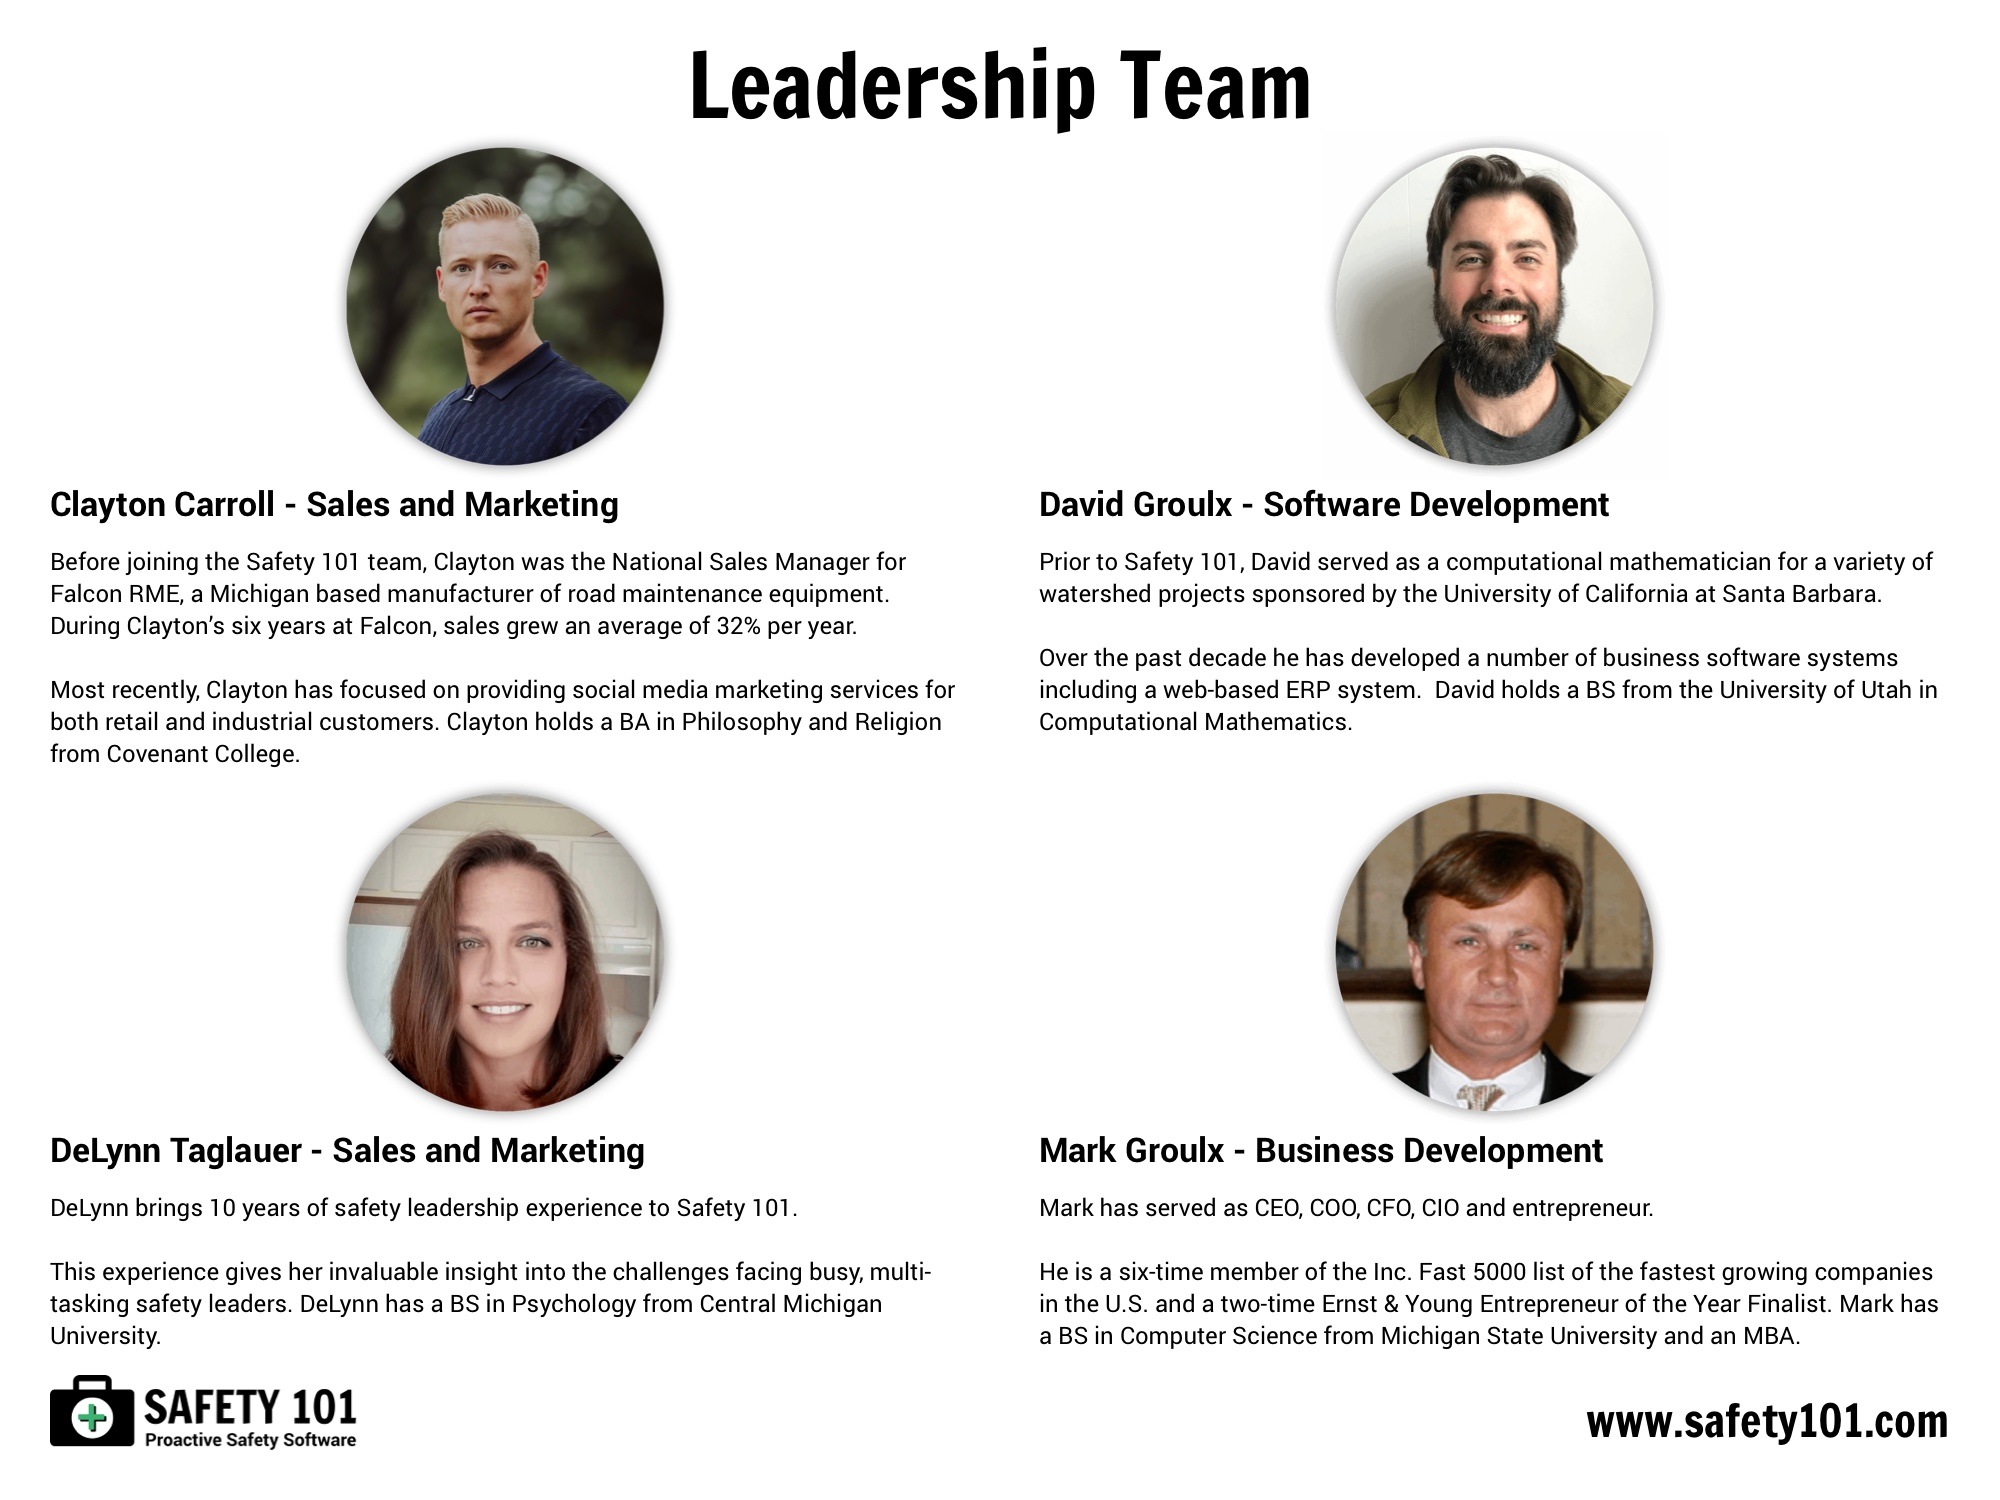 Leadership Team
Clayton Carroll - Sales and Marketing
Before joining the Safety 101 team, Clayton was the National Sales Manager for
Falcon RME, a Michigan based manufacturer of road maintenance equipment.
During Clayton’s six years at Falcon, sales grew an average of 32% per year.
Most recently, Clayton has focused on providing social media marketing services for
both retail and industrial customers. Clayton holds a BA in Philosophy and Religion
from Covenant College.
David Groulx - Software Development
Prior to Safety 101, David served as a computational mathematician for a variety of
watershed projects sponsored by the University of California at Santa Barbara.
Over the past decade he has developed a number of business software systems
including a web-based ERP system.  David holds a BS from the University of Utah in
Computational Mathematics.
DeLynn Taglauer - Sales and Marketing
DeLynn brings 10 years of safety leadership experience to Safety 101.
This experience gives her invaluable insight into the challenges facing busy, multi-
tasking safety leaders. DeLynn has a BS in Psychology from Central Michigan
University.
Mark Groulx - Business Development
Mark has served as CEO, COO, CFO, CIO and entrepreneur.
He is a six-time member of the Inc. Fast 5000 list of the fastest growing companies
in the U.S. and a two-time Ernst & Young Entrepreneur of the Year Finalist. Mark has
a BS in Computer Science from Michigan State University and an MBA.
SAFETY 101
Proactive Safety Software
www.safety101.com